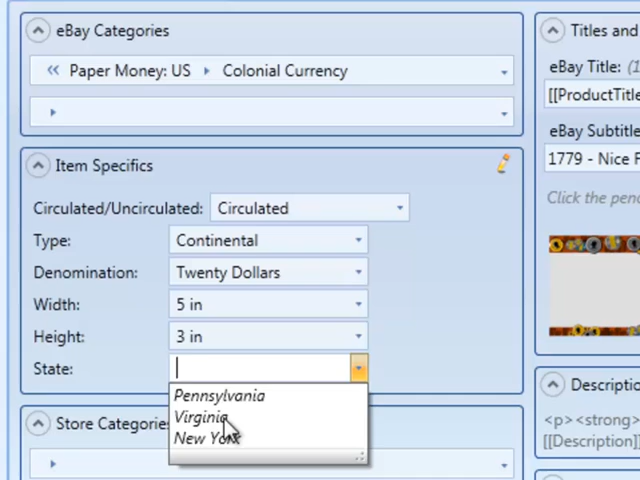 eBay Categories
Paper Money: US Colonial Currency
Item Specifics
Circulated/Uncirculated: Circulated
Type: Continental
Denomination: Twenty Dollars
Width: 5 in
Height: 3 in
State:
Pennsylvania
Virginia
New York
Store Categories
Titles and
eBay Title: (1
[[ProductTitle
eBay Subtitle
1779 - Nice F
Click the penc
Descriptio
<p><strong>
[[Description]